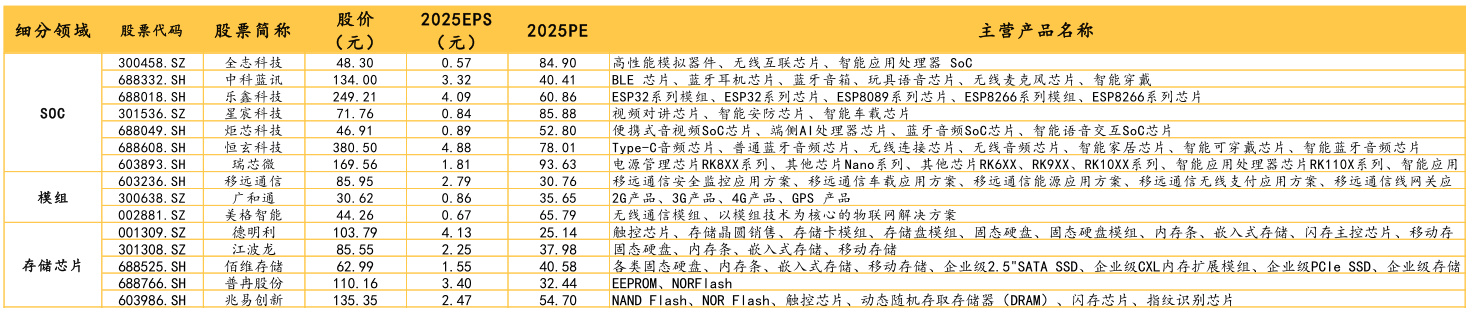 细分领域 股票代码 股票简称 股价（元） 2025EPS（元） 2025PE 主营产品名称
SOC
300458.SZ 全志科技 48.30 0.57 84.90 高性能模拟器件、无线互联芯片、智能应用处理器 SoC
688332.SH 中科蓝讯 134.00 3.32 40.41 BLE 芯片、蓝牙耳机芯片、蓝牙音箱、玩具语音芯片、无线麦克风芯片、智能穿戴
688018.SH 乐鑫科技 249.21 4.09 60.86 ESP32系列模组、ESP32系列芯片、ESP8089系列芯片、ESP8266系列模组、ESP8266系列芯片
301536.SZ 星宸科技 71.76 0.84 85.88 视频对讲芯片、智能安防芯片、智能车载芯片
688049.SH 炬芯科技 46.91 0.89 52.80 便携式音视频SoC芯片、端侧AI处理器芯片、蓝牙音频SoC芯片、智能语音交互SoC芯片
688608.SH 恒玄科技 380.50 4.88 78.01 Type-C音频芯片、普通蓝牙音频芯片、无线连接芯片、无线音频芯片、智能家居芯片、智能可穿戴芯片、智能蓝牙音频芯片
603893.SH 瑞芯微 169.56 1.81 93.63 电源管理芯片RK8XX系列、其他芯片Nano系列、其他芯片RK6XX、RK9XX、RK10XX系列、智能应用处理器芯片RK110X系列、智能应用
模组
603236.SH 移远通信 85.95 2.79 30.76 移远通信安全监控应用方案、移远通信车载应用方案、移远通信能源应用方案、移远通信无线支付应用方案、移远通信线网关应
300638.SZ 广和通 30.62 0.86 35.65 2G产品、3G产品、4G产品、GPS 产品
002881.SZ 美格智能 44.26 0.67 65.79 无线通信模组、以模组技术为核心的物联网解决方案
存储芯片
001309.SZ 德明利 103.79 4.13 25.14 触控芯片、存储晶圆销售、存储卡模组、存储盘模组、固态硬盘、固态硬盘模组、内存条、嵌入式存储、闪存主控芯片、移动存
301308.SZ 江波龙 85.55 2.25 37.98 固态硬盘、内存条、嵌入式存储、移动存储
688525.SH 佰维存储 62.99 1.55 40.58 各类固态硬盘、内存条、嵌入式存储、移动存储、企业级2.5"SATA SSD、企业级CXL内存扩展模组、企业级PCIe SSD、企业级存储
688766.SH 普冉股份 110.16 3.40 32.44 EEPROM、NORFlash
603986.SH 兆易创新 135.35 2.47 54.70 NAND Flash、NOR Flash、触控芯片、动态随机存取存储器（DRAM）、闪存芯片、指纹识别芯片